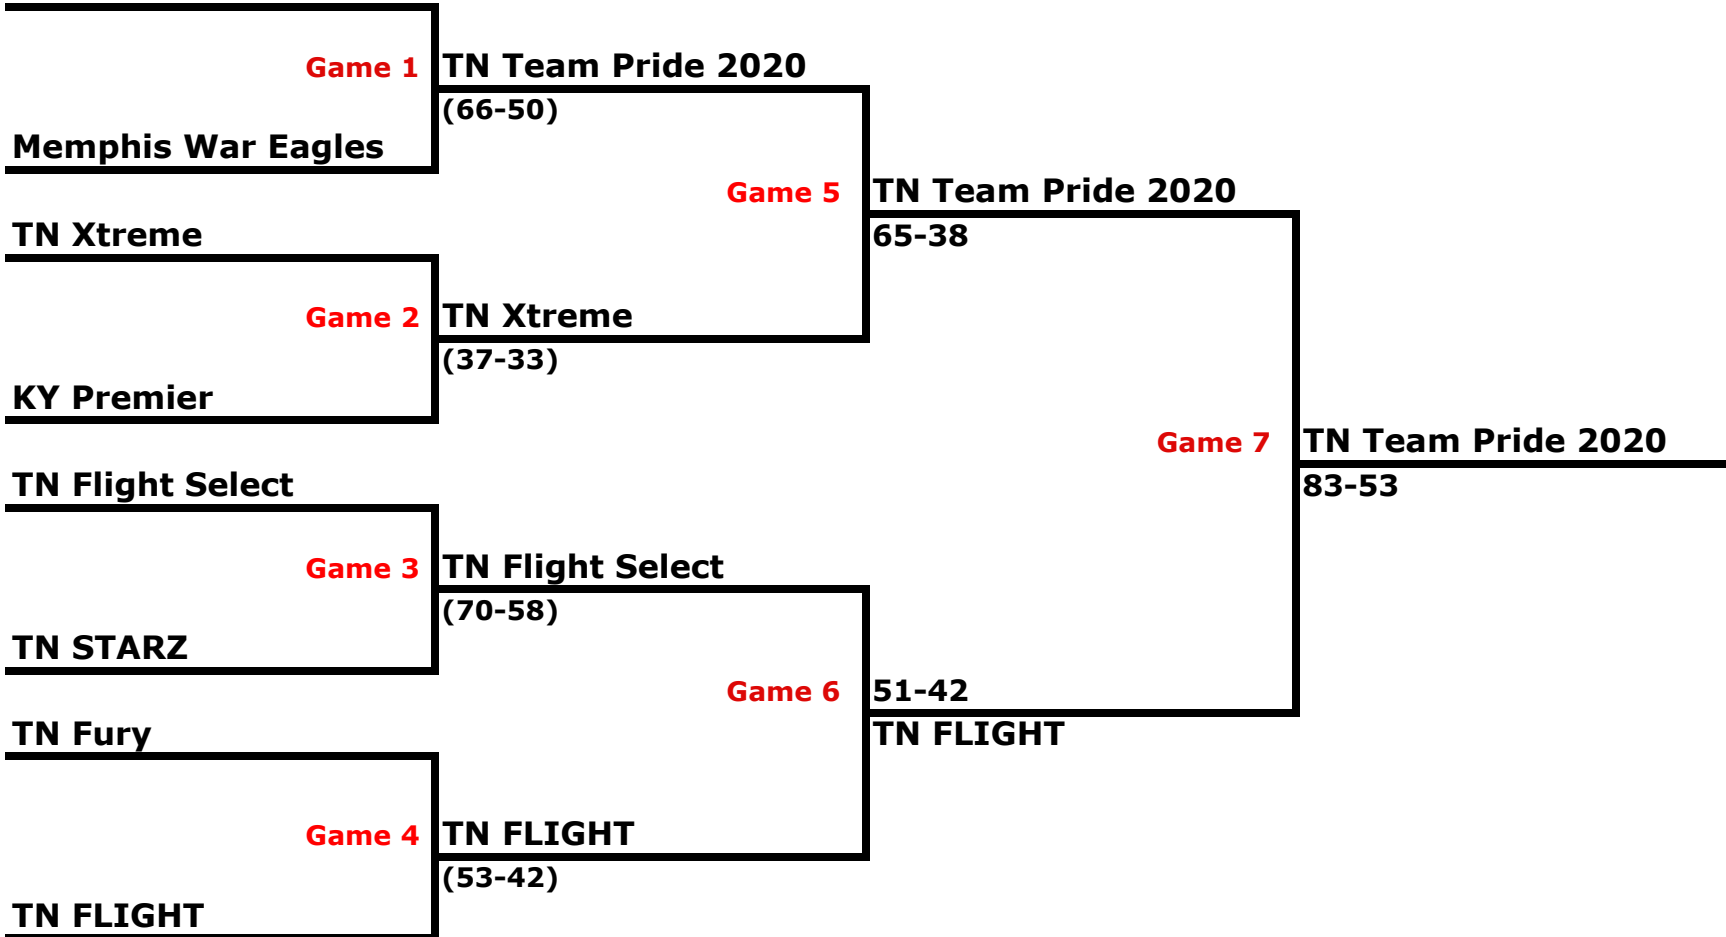 Game 1
TN Team Pride 2020
(66-50)
Memphis War Eagles
Game 5
TN Team Pride 2020
65-38
TN Xtreme
Game 2
TN Xtreme
(37-33)
KY Premier
Game 7
TN Team Pride 2020
83-53
TN Flight Select
Game 3
TN Flight Select
(70-58)
TN STARZ
Game 6
51-42
TN FLIGHT
TN Fury
Game 4
TN FLIGHT
(53-42)
TN FLIGHT